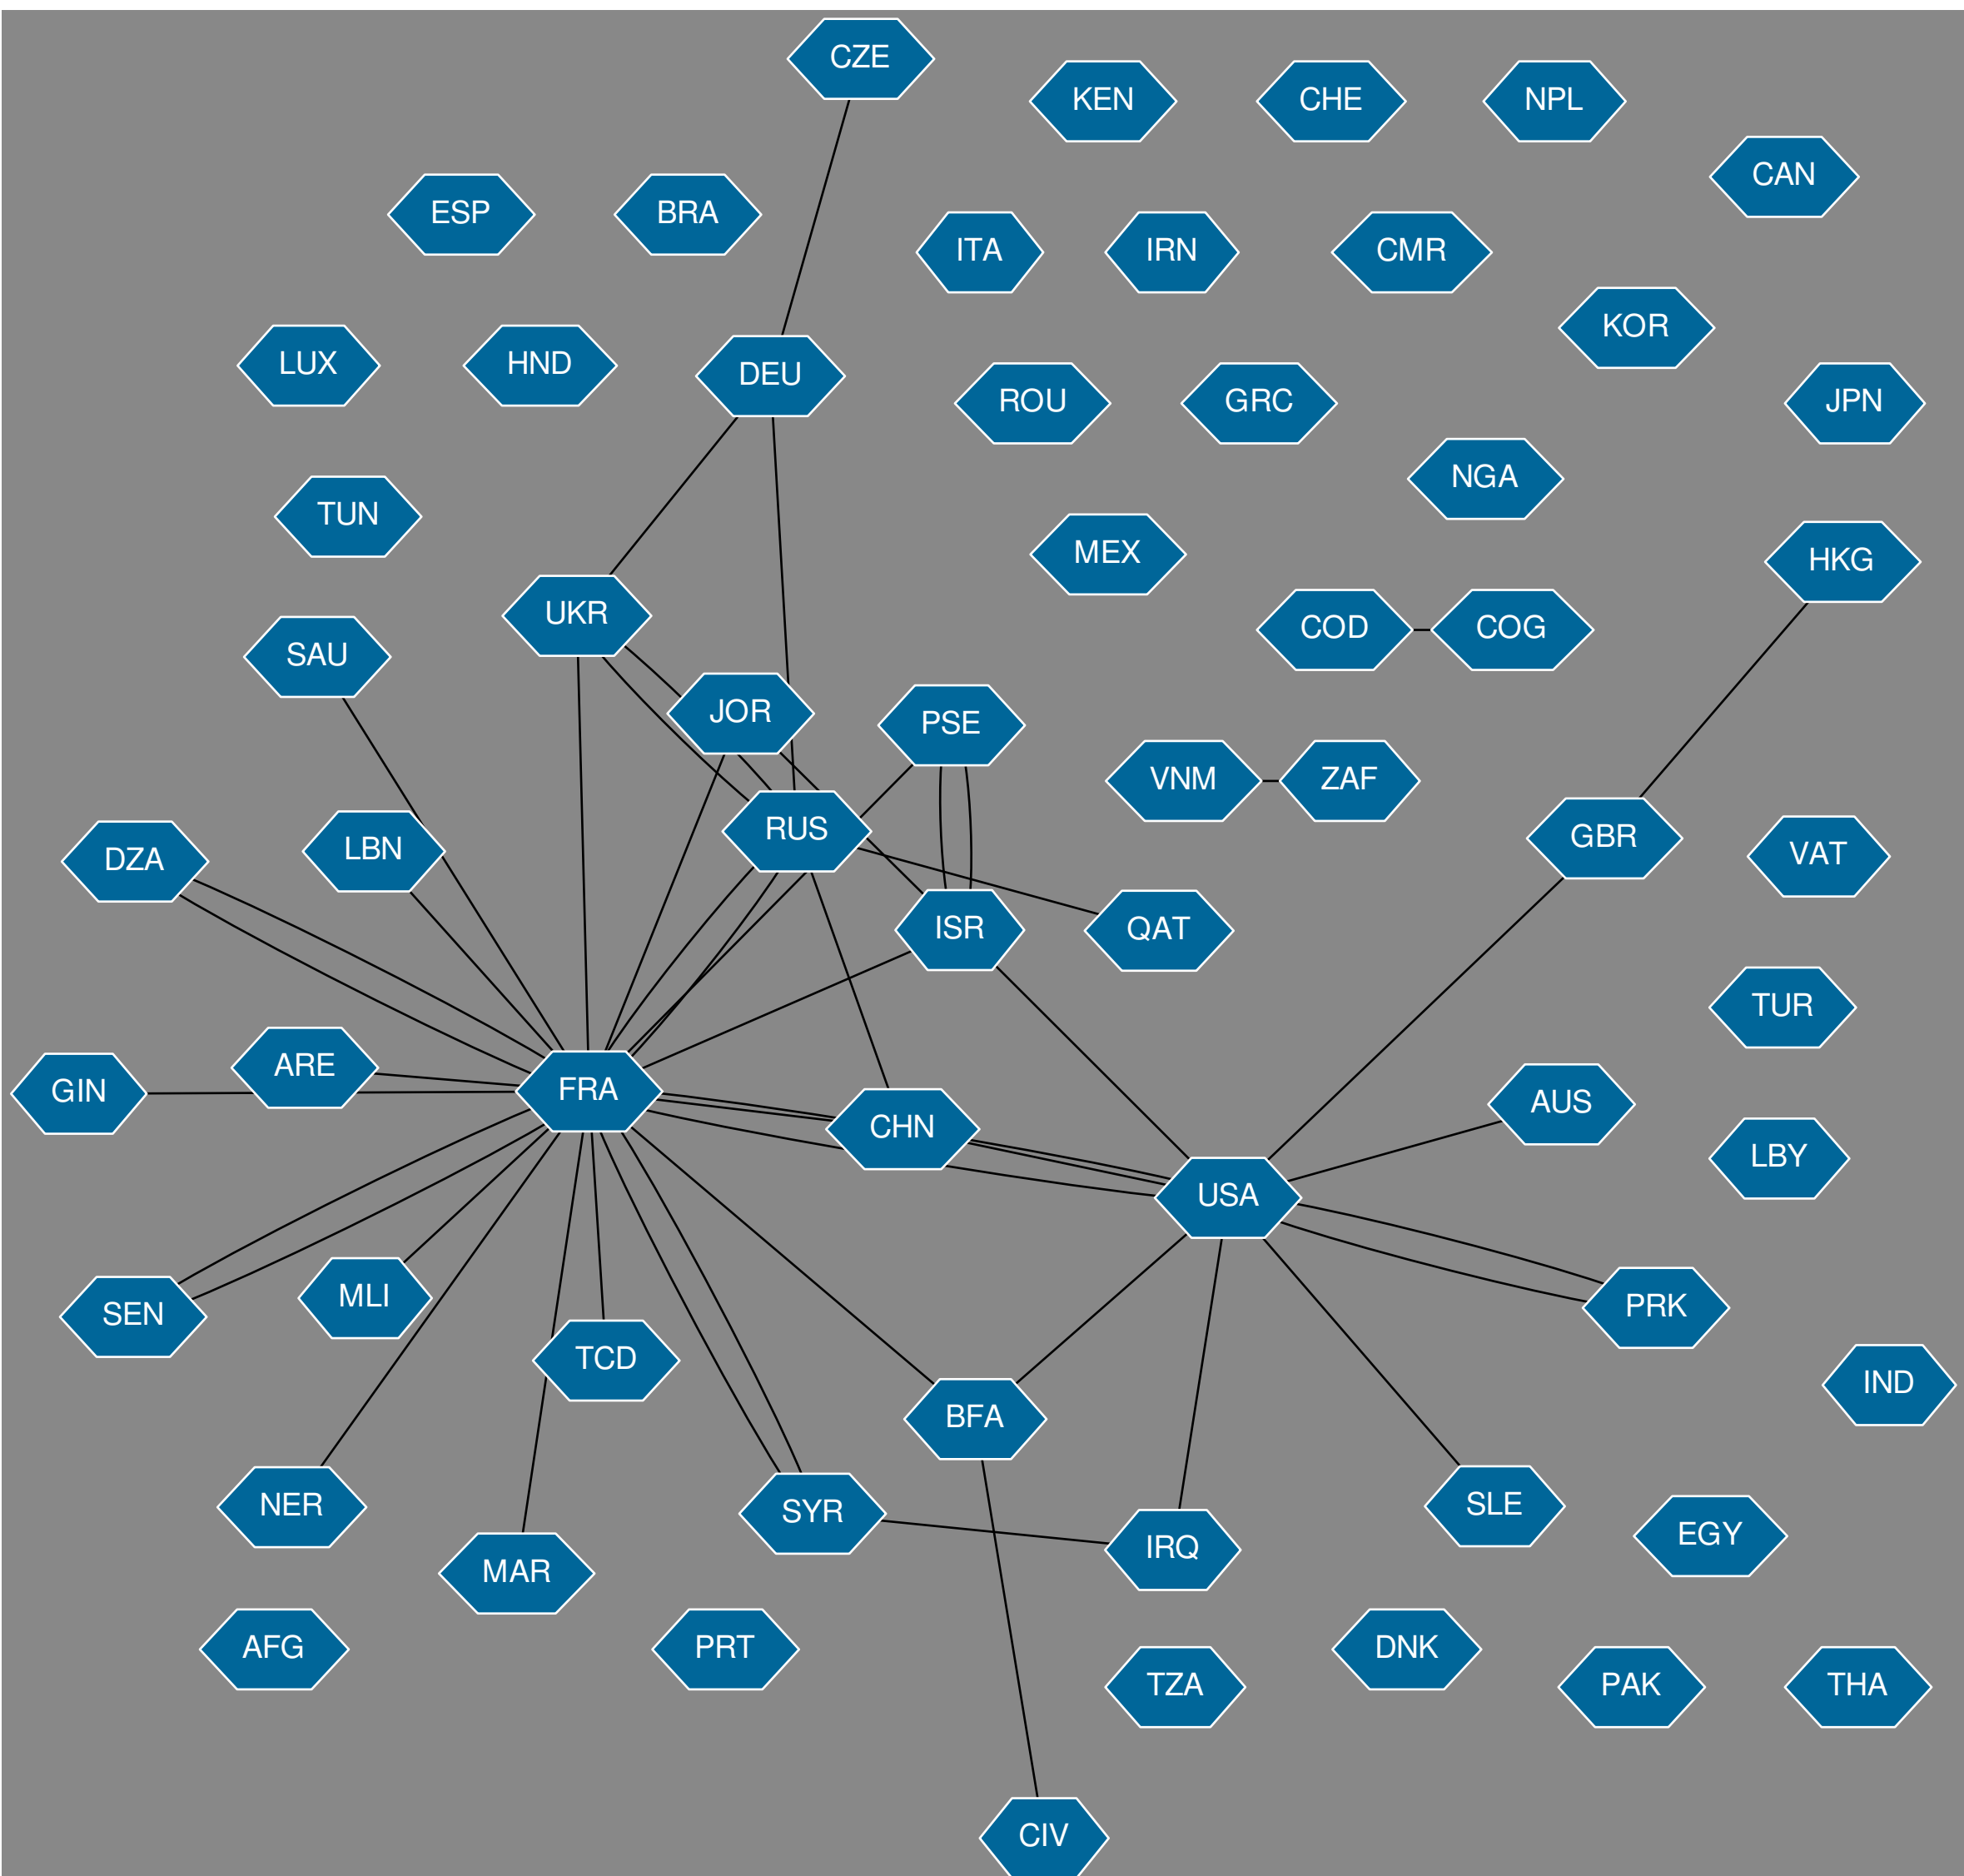 CZE
KEN
CHE
NPL
CAN
ESP
BRA
ITA
IRN
CMR
KOR
LUX
HND
DEU
ROU
GRC
JPN
NGA
TUN
MEX
HKG
UKR
COD
COG
SAU
JOR
PSE
VNM
ZAF
RUS
GBR
LBN
VAT
DZA
ISR
QAT
TUR
ARE
GIN
FRA
AUS
CHN
LBY
USA
MLI
PRK
SEN
TCD
IND
BFA
NER
SLE
SYR
EGY
IRQ
MAR
AFG
PRT
DNK
TZA
PAK
THA
CIV